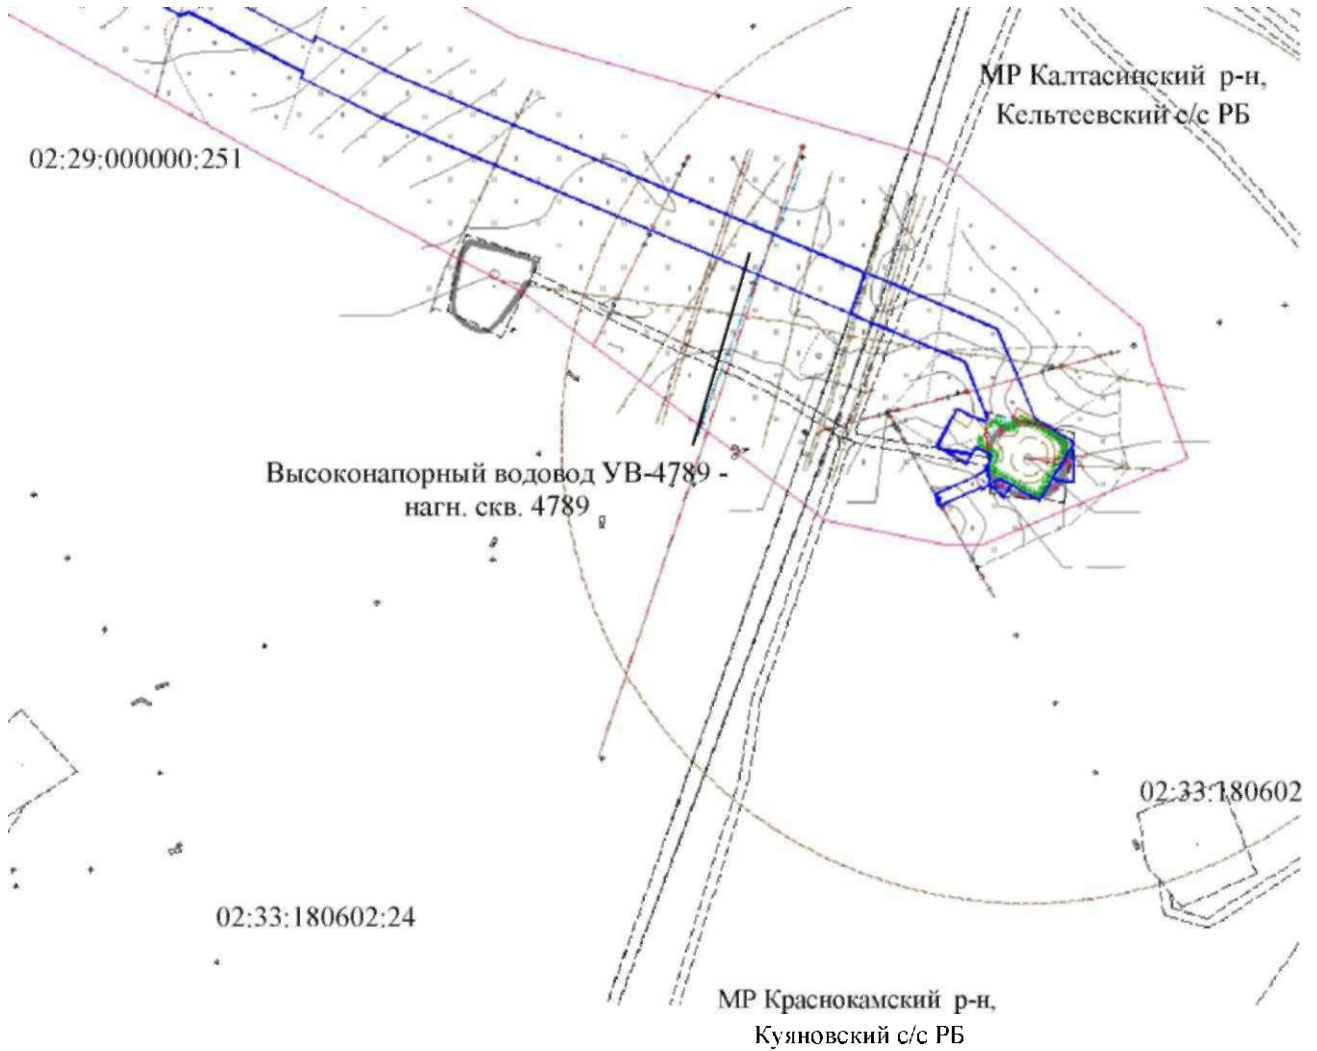 МР Калтасинский р-н,
Кельтеевский с/с РБ
02:29:000000:251
Высоконапорный водовод УВ-4789 -
нагн. скв. 4789
02:33:180602
02:33:180602:24
МР Краснокамский р-н,
Куяновский с/с РБ